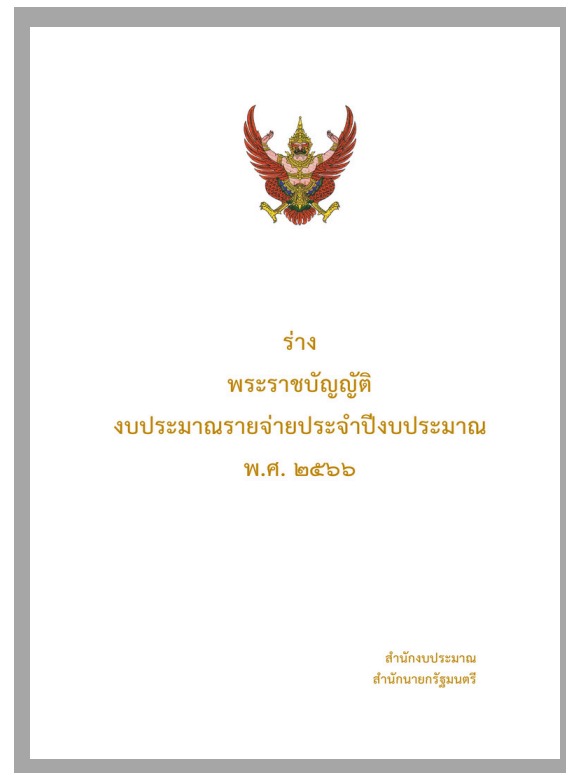 ร่าง
พระราชบัญญัติ
งบประมาณรายจ่ายประจำปีงบประมาณ
พ.ศ. ๒๕๖๖
สำนักงบประมาณ
สำนักนายกรัฐมนตรี